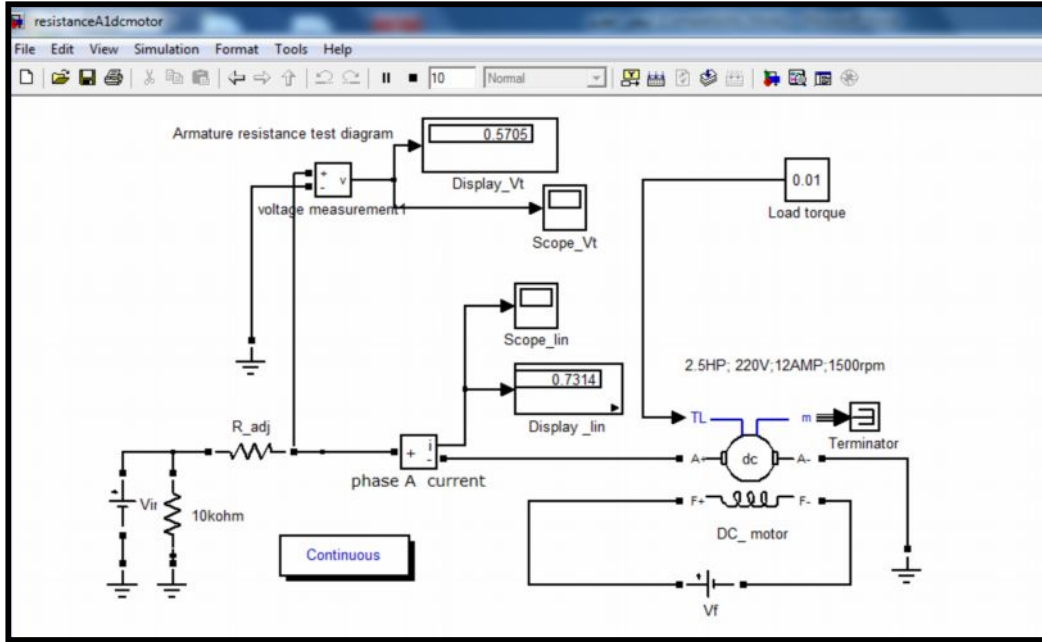 resistanceA1dcmotor
File Edit View Simulation Format Tools Help
10 Normal
Armature resistance test diagram
0.5705
Display_Vt
+
-
v
voltage measurement1
Scope_Vt
0.01
Load torque
Scope_Iin
0.7314
Display _Iin
2.5HP; 220V;12AMP;1500rpm
TL
m
Terminator
R_adj
+
i
-
phase A current
A+
dc
A-
F+
F-
DC_ motor
10kohm
Continuous
Vf